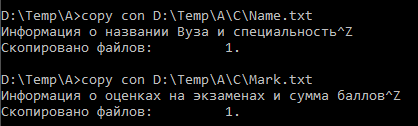 D:\Temp\A>copy con D:\Temp\A\C\Name.txt
Информация о названии Вуза и специальность^Z
Скопировано файлов:         1.
D:\Temp\A>copy con D:\Temp\A\C\Mark.txt
Информация о оценках на экзаменах и сумма баллов^Z
Скопировано файлов:         1.